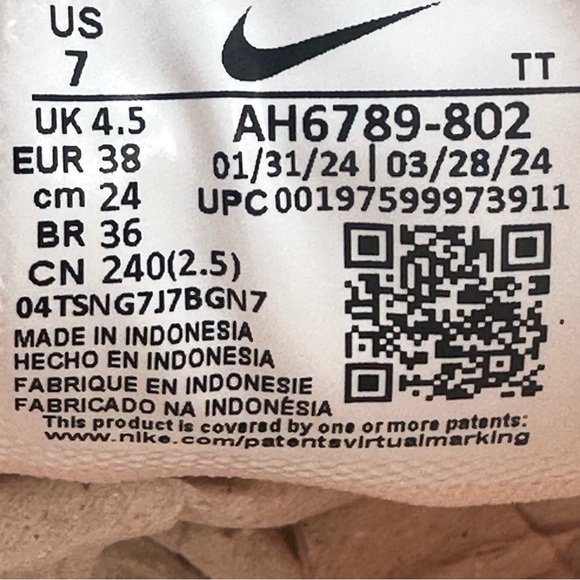 US
7
TT
UK 4.5
EUR 38
cm 24
BR 36
CN 240(2.5)
AH6789-802
01/31/24 | 03/28/24
UPC 00197599973911
04TSNG7J7BGN7
MADE IN INDONESIA
HECHO EN INDONESIA
FABRIQUE EN INDONESIE
FABRICADO NA INDONÉSIA
This product is covered by one or more patents:
www.nike.com/patentsvirtualmarking